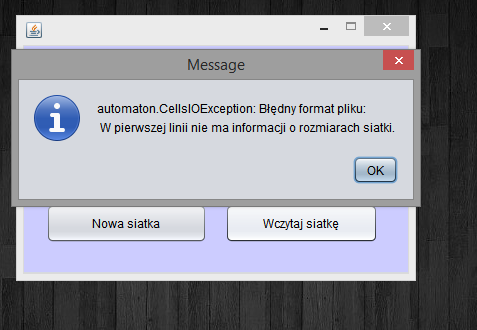 Message
automaton.CellsIOException: Błędny format pliku:
W pierwszej linii nie ma informacji o rozmiarach siatki.
OK
Nowa siatka
Wczytaj siatkę